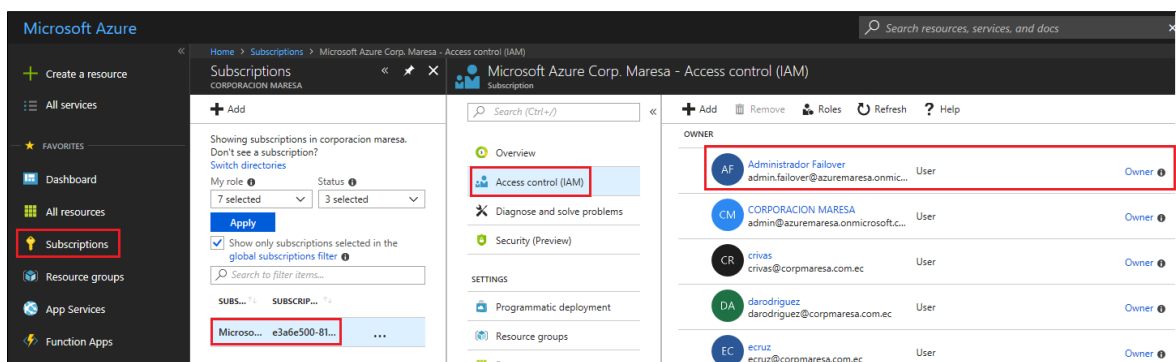 Microsoft Azure
Search resources, services, and docs
Home > Subscriptions > Microsoft Azure Corp. Maresa - Access control (IAM)
Create a resource
All services
FAVORITES
Dashboard
All resources
Subscriptions
Resource groups
App Services
Function Apps
Subscriptions
CORPORACION MARESA
Add
Showing subscriptions in corporacion maresa.
Don't see a subscription?
Switch directories
My role Status
7 selected 3 selected
Apply
Show only subscriptions selected in the
global subscriptions filter
Search to filter items...
SUBS... SUBSCRIP...
Microso... e3a6e500-81... ...
Microsoft Azure Corp. Maresa - Access control (IAM)
Subscription
Search (Ctrl+/)
Overview
Access control (IAM)
Diagnose and solve problems
Security (Preview)
SETTINGS
Programmatic deployment
Resource groups
Add Remove Roles Refresh ? Help
OWNER
AF Administrador Failover User Owner
admin.failover@azuremaresa.onmic...
CM CORPORACION MARESA User Owner
admin@azuremaresa.onmicrosoft.c...
CR crivas User Owner
crivas@corpmaresa.com.ec
DA darodriguez User Owner
darodriguez@corpmaresa.com.ec
EC ecruz User Owner
ecruz@corpmaresa.com.ec